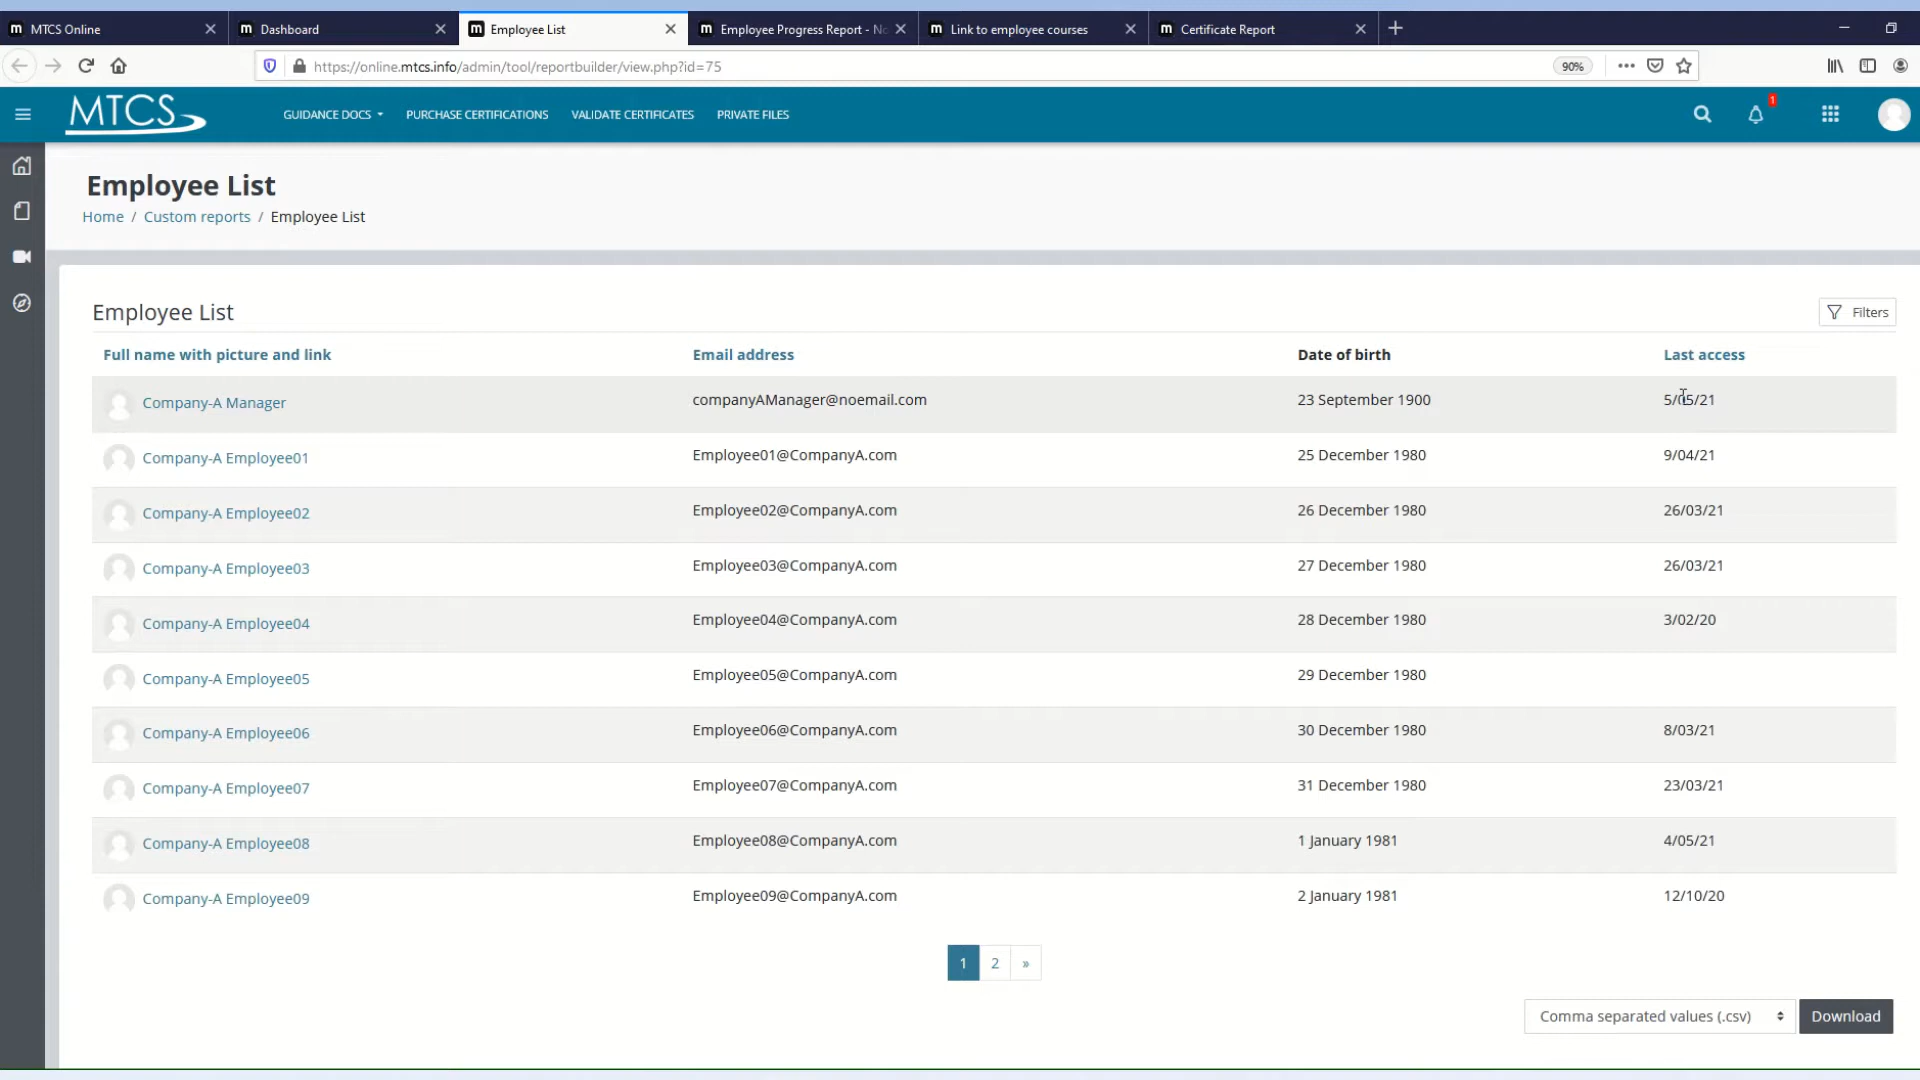 MTCS Online
Dashboard
Employee List
Employee Progress Report - No
Link to employee courses
Certificate Report
https://online.mtcs.info/admin/tool/reportbuilder/view.php?id=75
90%
MTCS
GUIDANCE DOCS
PURCHASE CERTIFICATIONS
VALIDATE CERTIFICATES
PRIVATE FILES
1
Employee List
Home / Custom reports / Employee List
Employee List
Filters
Full name with picture and link Email address Date of birth Last access
Company-A Manager companyAManager@noemail.com 23 September 1900 5/05/21
Company-A Employee01 Employee01@CompanyA.com 25 December 1980 9/04/21
Company-A Employee02 Employee02@CompanyA.com 26 December 1980 26/03/21
Company-A Employee03 Employee03@CompanyA.com 27 December 1980 26/03/21
Company-A Employee04 Employee04@CompanyA.com 28 December 1980 3/02/20
Company-A Employee05 Employee05@CompanyA.com 29 December 1980
Company-A Employee06 Employee06@CompanyA.com 30 December 1980 8/03/21
Company-A Employee07 Employee07@CompanyA.com 31 December 1980 23/03/21
Company-A Employee08 Employee08@CompanyA.com 1 January 1981 4/05/21
Company-A Employee09 Employee09@CompanyA.com 2 January 1981 12/10/20
1 2 »
Comma separated values (.csv)
Download